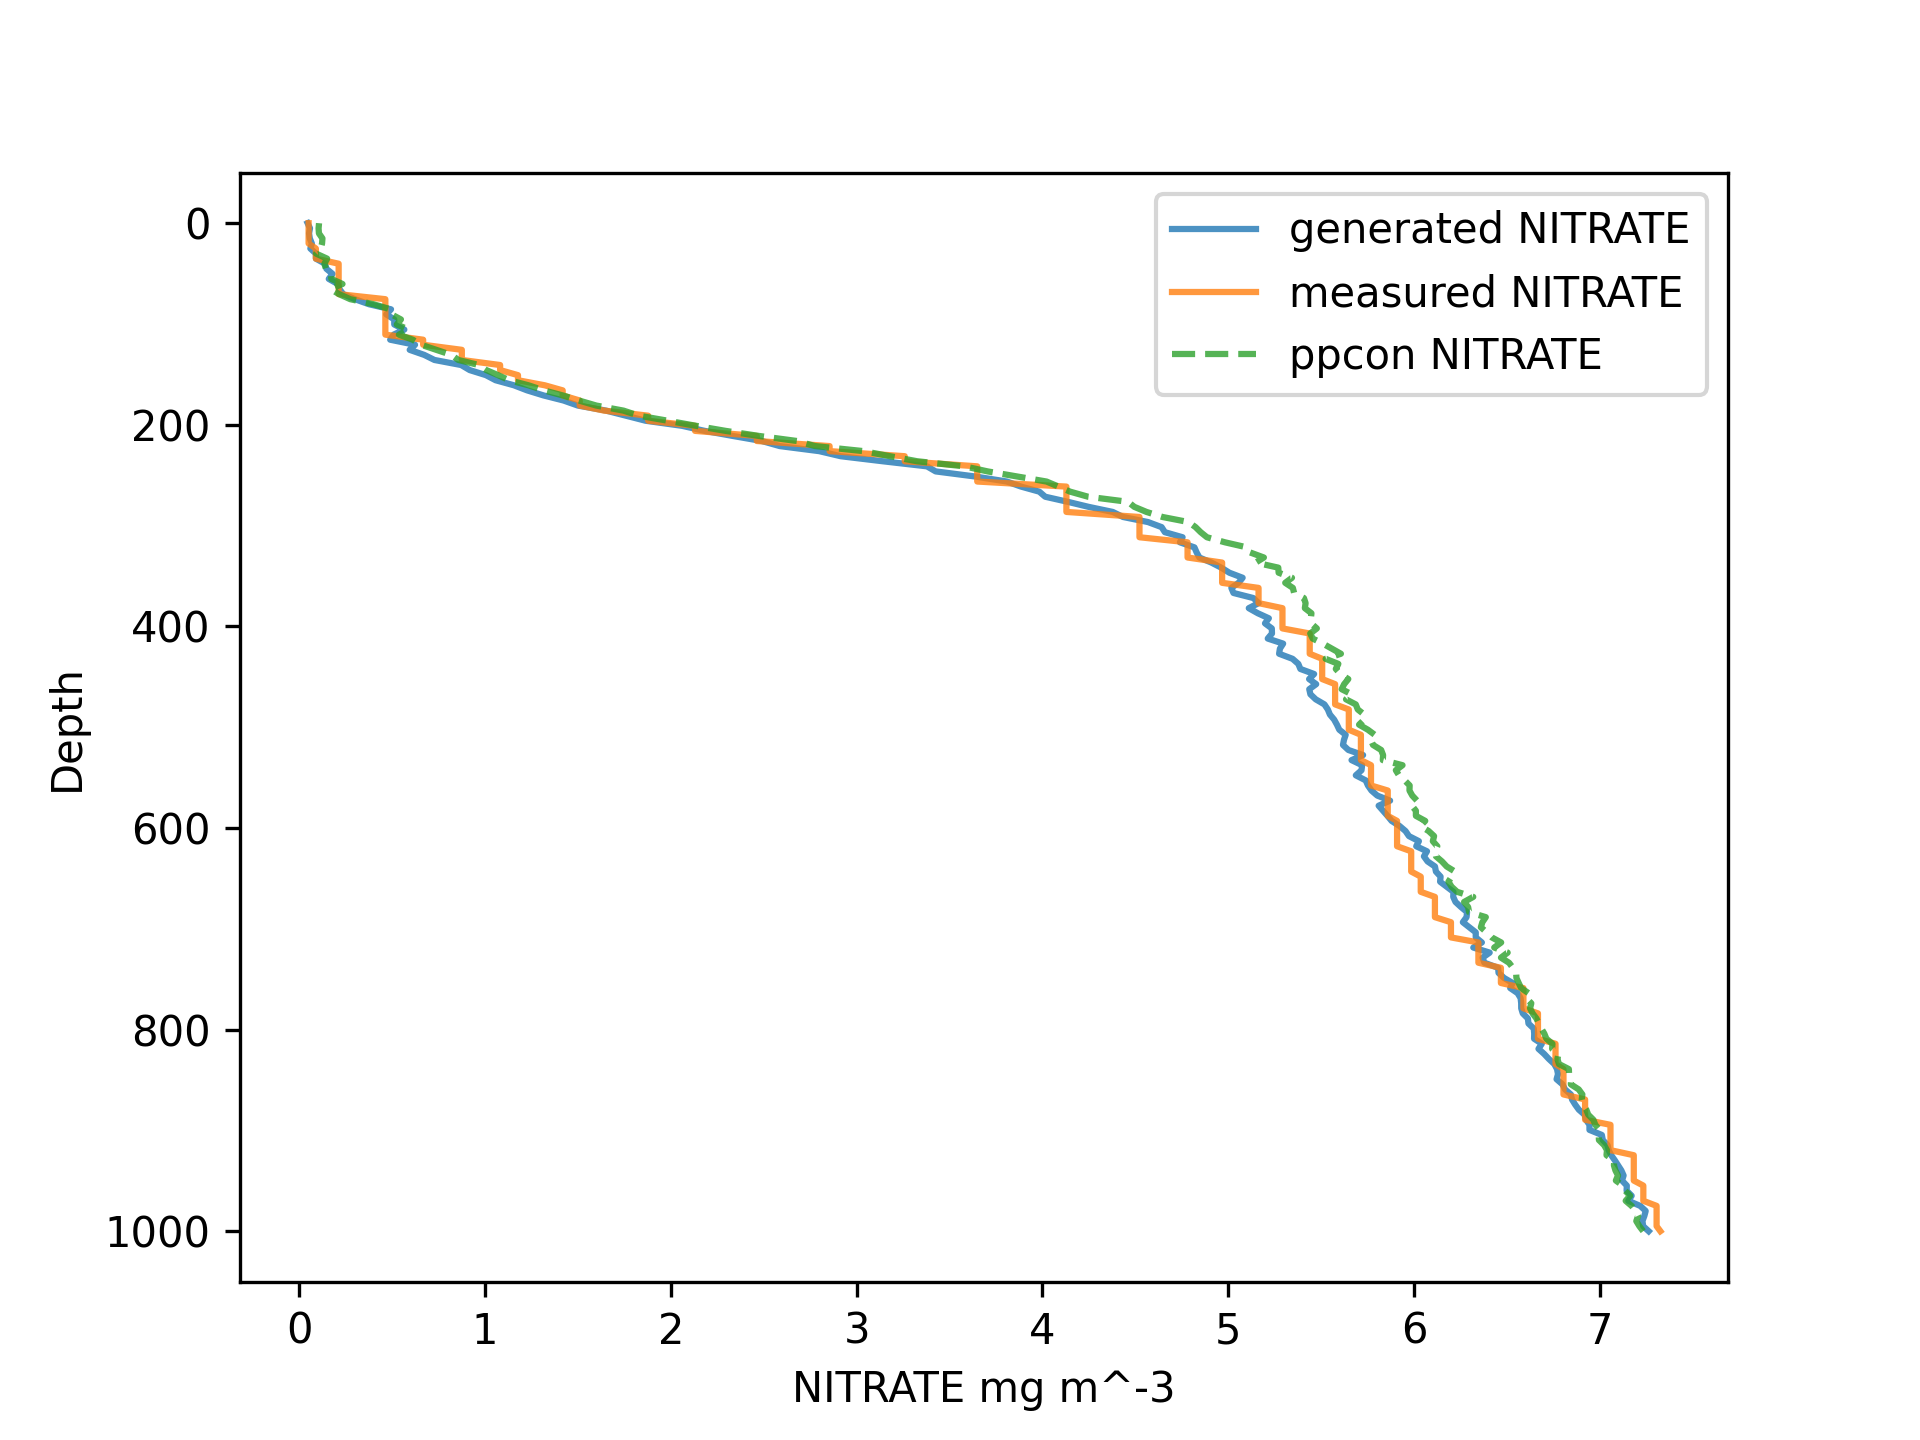 generated NITRATE
measured NITRATE
ppcon NITRATE
0
200
400
600
800
1000
Depth
0 1 2 3 4 5 6 7
NITRATE mg m^-3